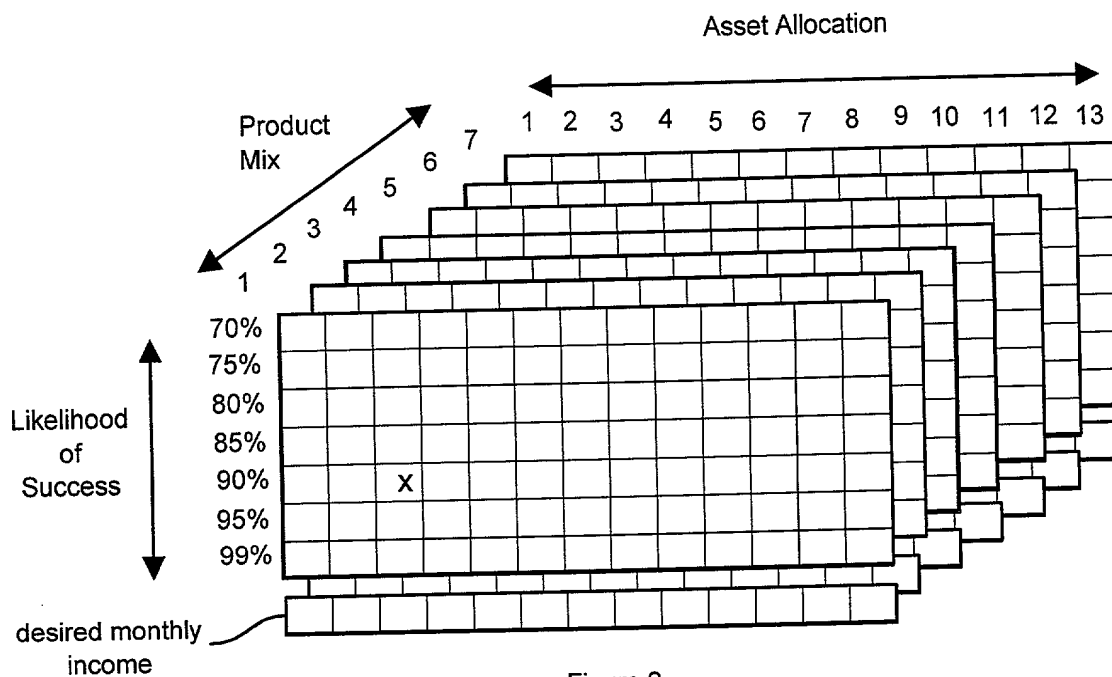 Asset Allocation
Product
Mix
1 2 3 4 5 6 7
1 2 3 4 5 6 7 8 9 10 11 12 13
70%
75%
80%
85%
90%
95%
99%
Likelihood
of
Success
x
desired monthly
income